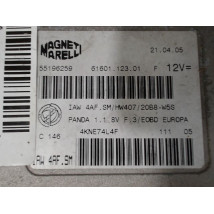 MAGNETI
MARELLI
21.04.05
55196259 61601.123.01 F 12V=
IAW 4AF.SM/HW407/20B8-W5S
PANDA 1.1.8V F.3/EOBD EUROPA
C 146 4KNE74L4F 111 05
IAW 4AF.SM